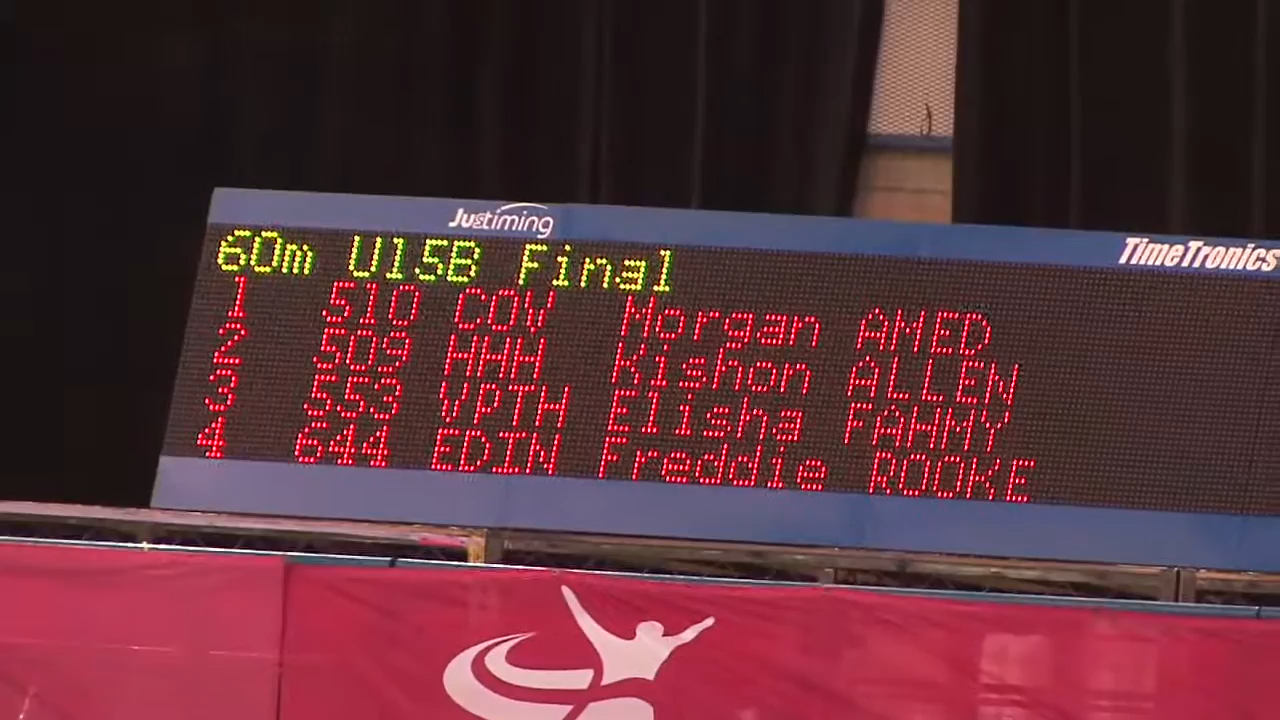 Justiming
TimeTronics
60m U15B Final
1 510 COV Morgan AMED
2 509 HHH Kishon ALLEN
3 553 VPTH Elisha FAHMY
4 644 EDIN Freddie ROOKE